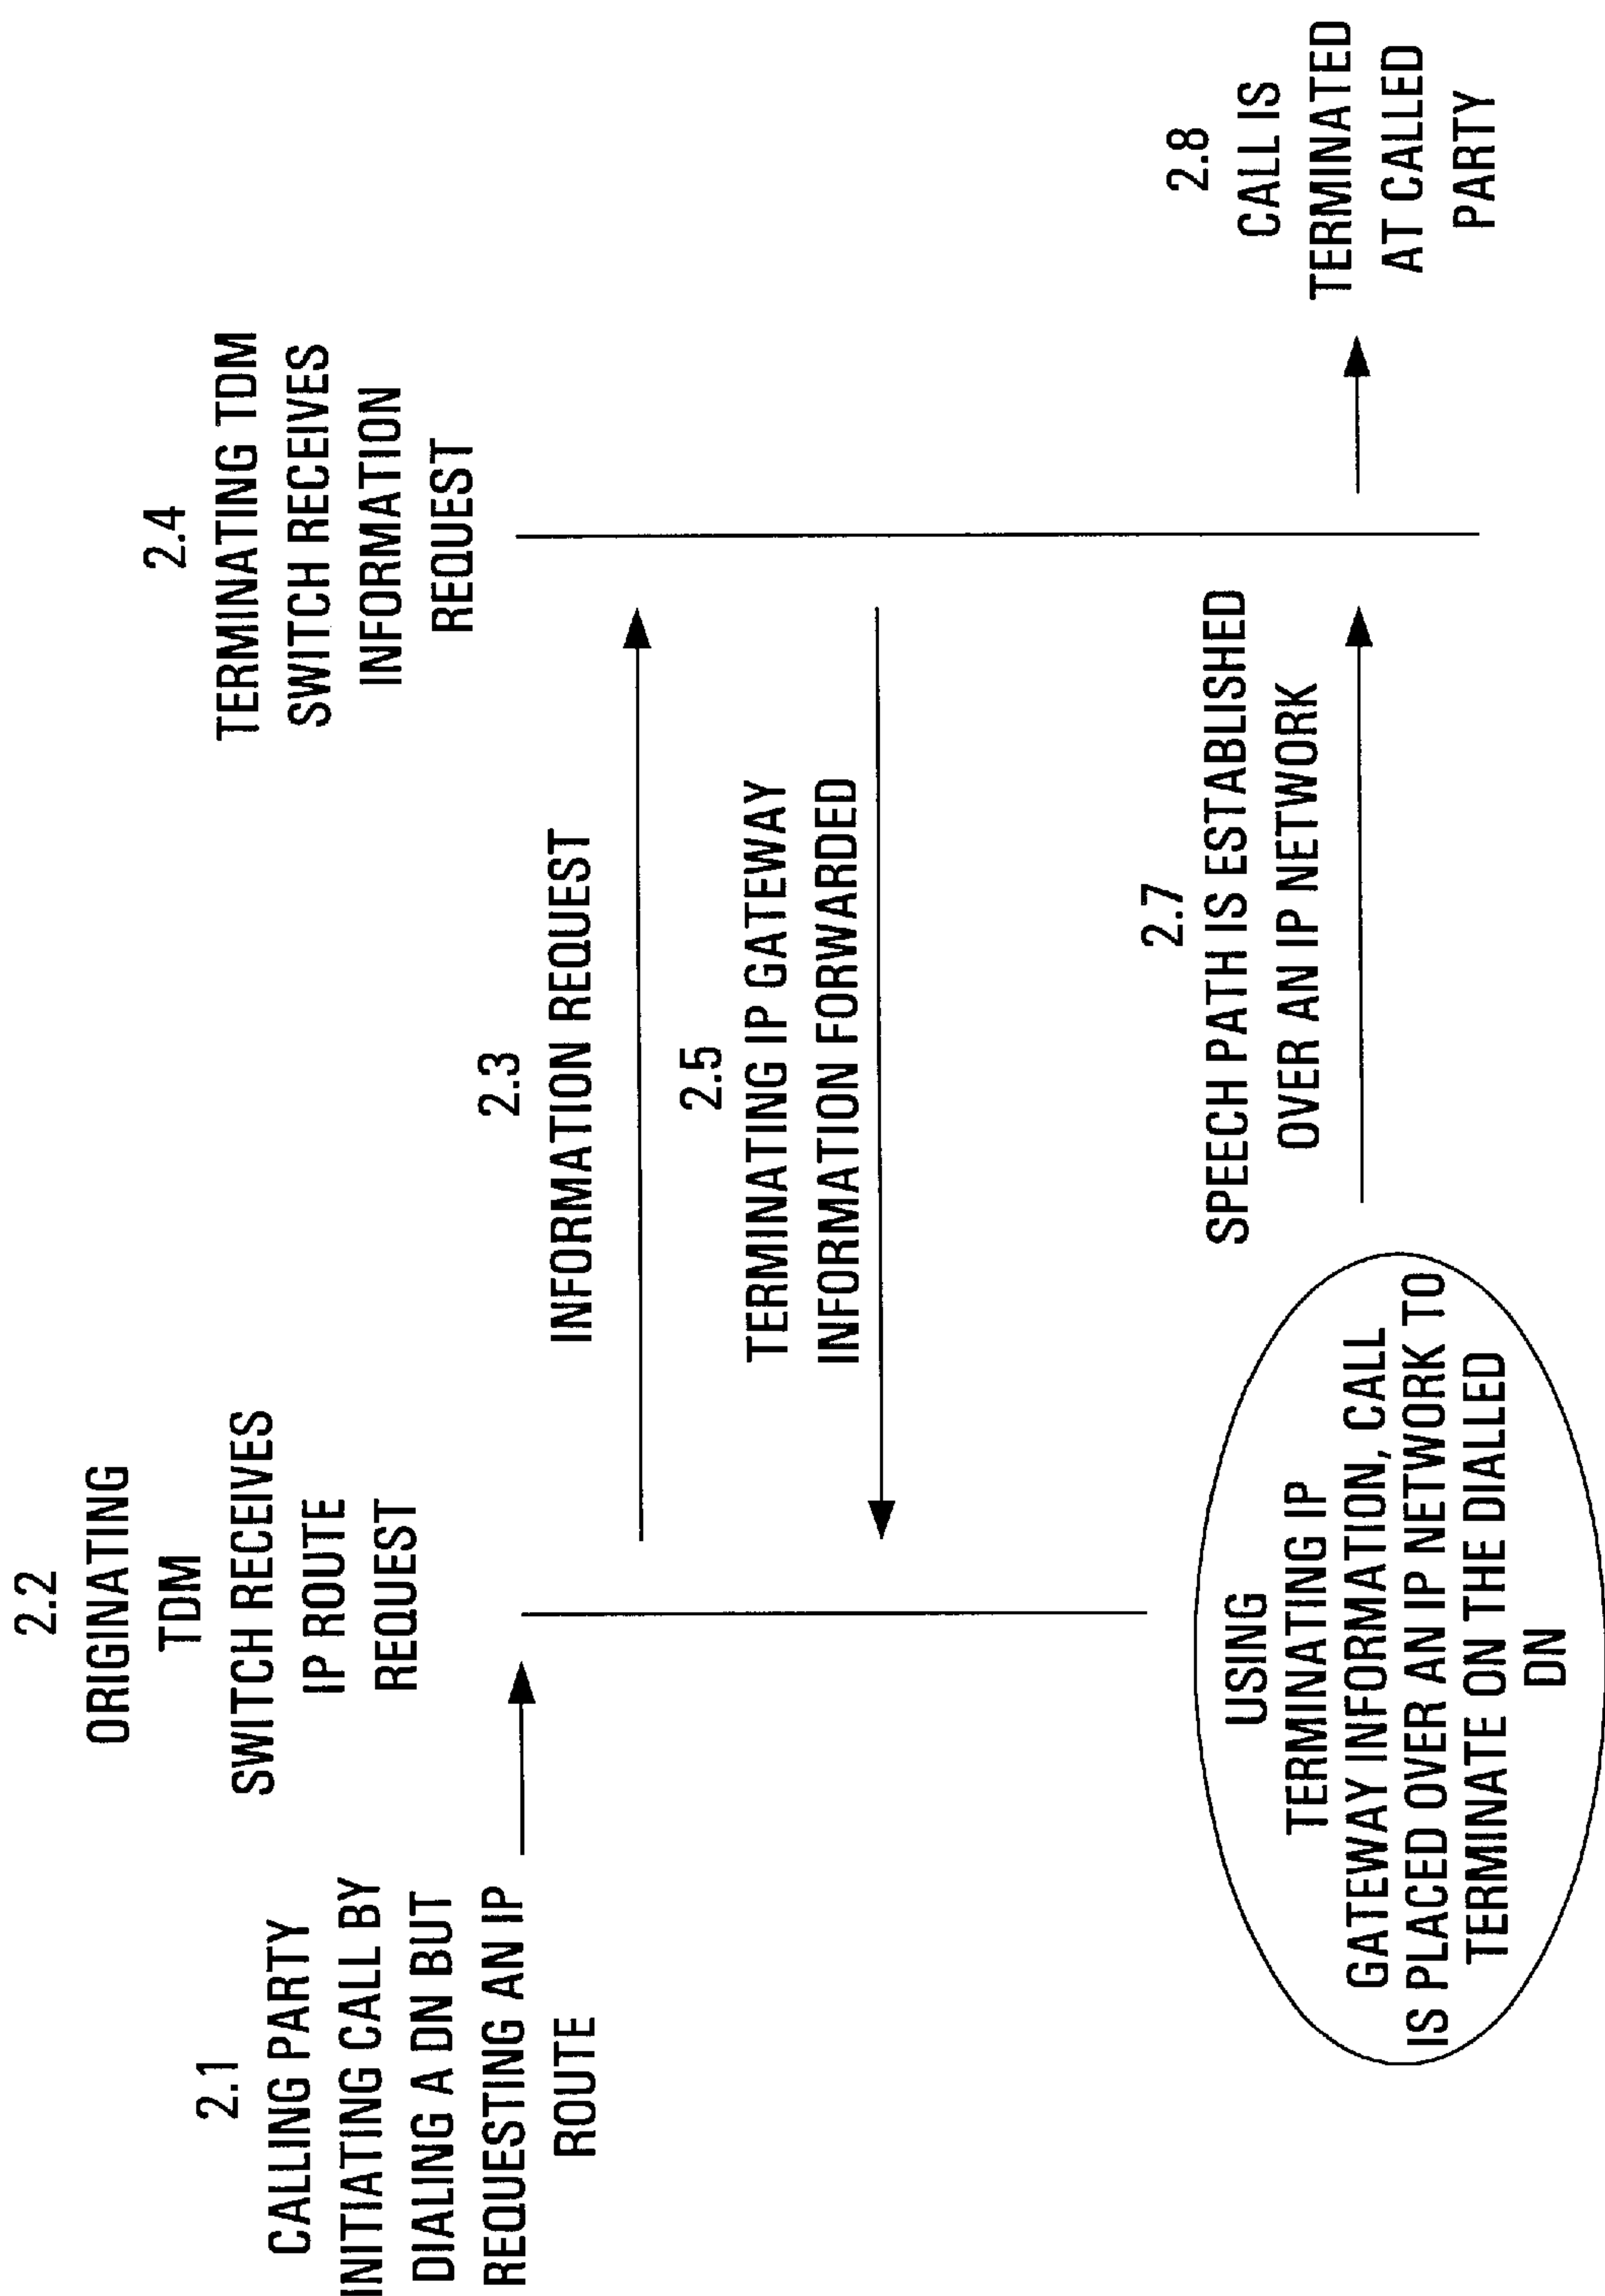 2.1
CALLING PARTY
INITIATING CALL BY
DIALING A DN BUT
REQUESTING AN IP
ROUTE
2.2
ORIGINATING
TDM
SWITCH RECEIVES
IP ROUTE
REQUEST
2.3
INFORMATION REQUEST
2.4
TERMINATING TDM
SWITCH RECEIVES
INFORMATION
REQUEST
2.5
TERMINATING IP GATEWAY
INFORMATION FORWARDED
USING
TERMINATING IP
GATEWAY INFORMATION, CALL
IS PLACED OVER AN IP NETWORK TO
TERMINATE ON THE DIALLED
DN
2.7
SPEECH PATH IS ESTABLISHED
OVER AN IP NETWORK
2.8
CALL IS
TERMINATED
AT CALLED
PARTY